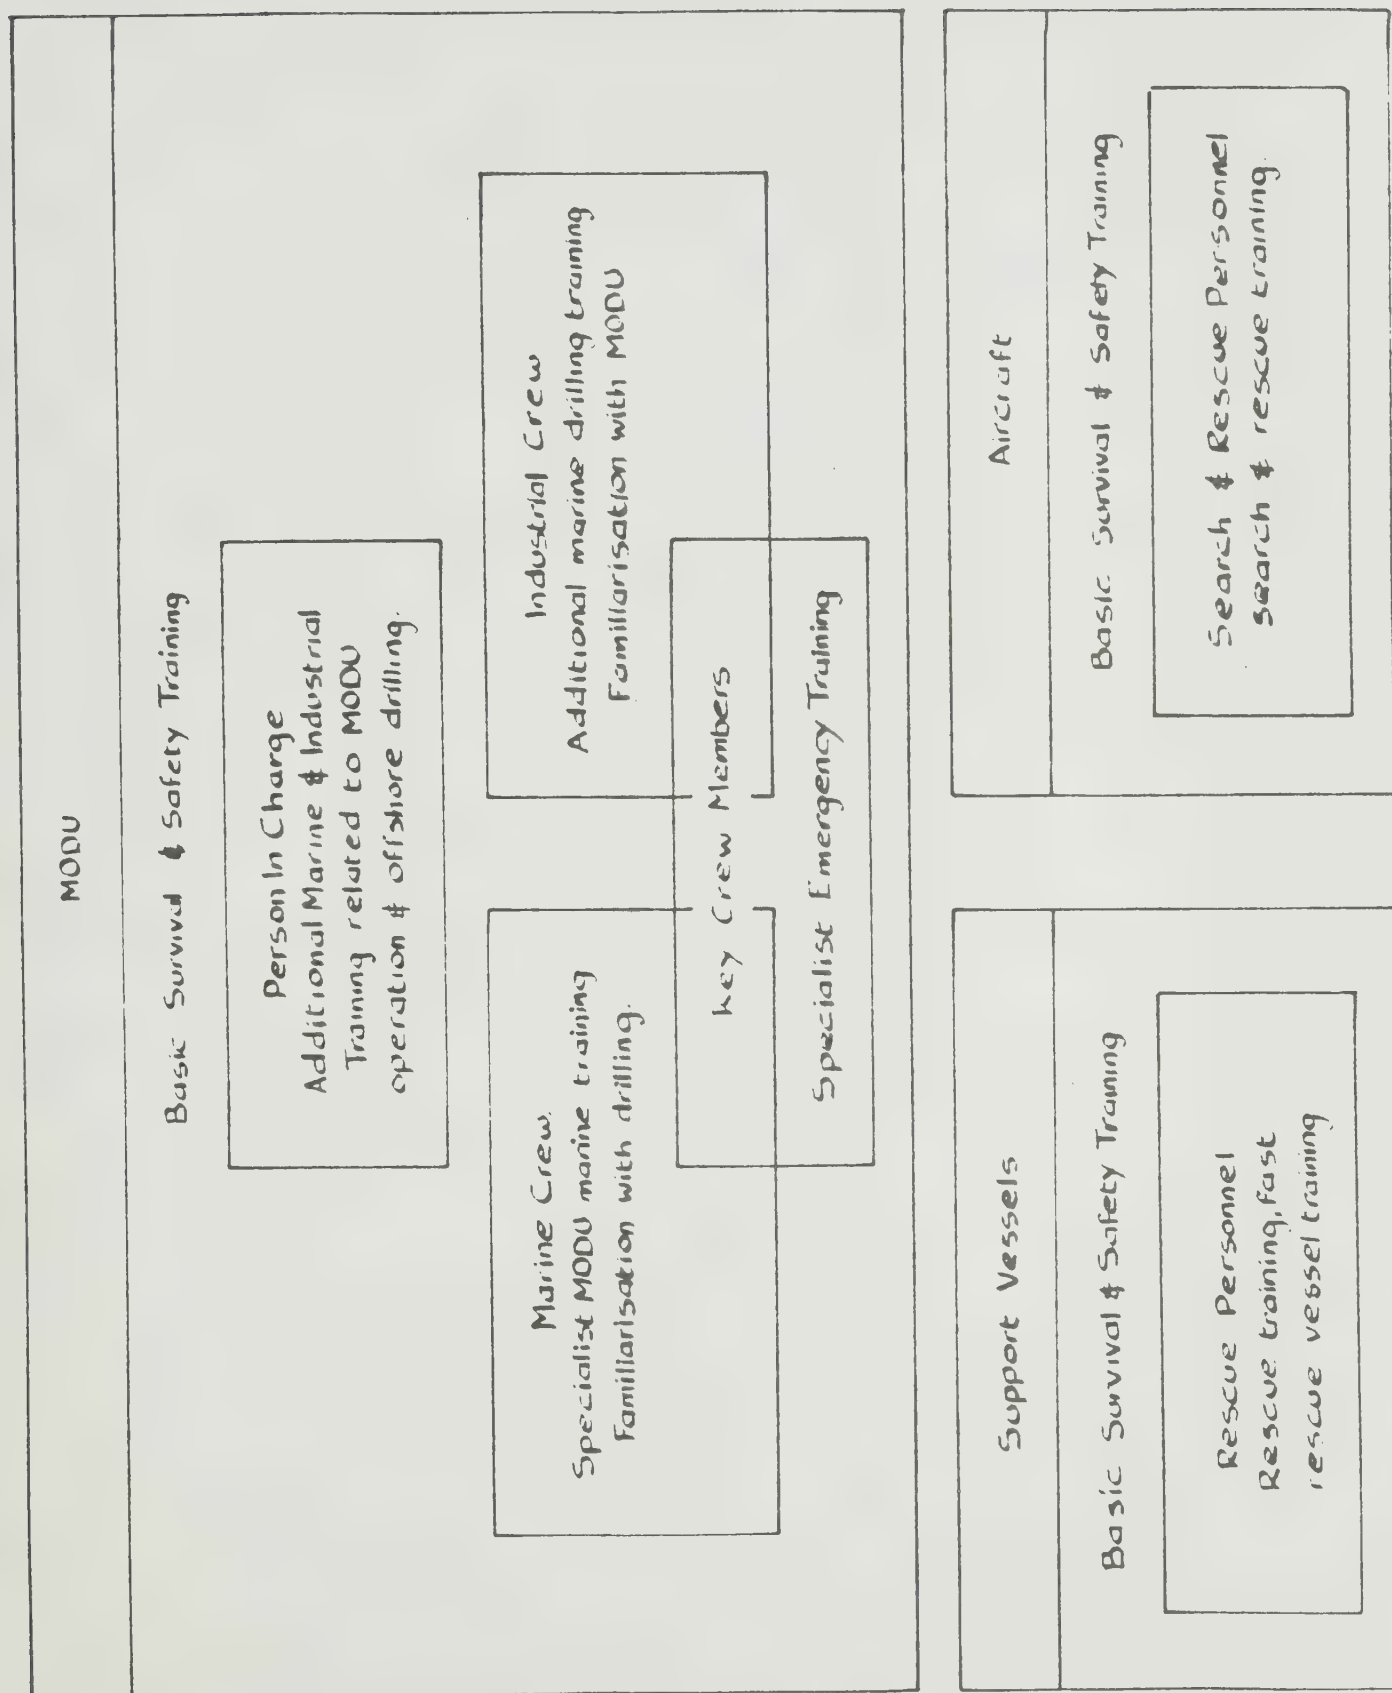 MODU
Basic Survival & Safety Training
Person In Charge
Additional Marine & Industrial
Training related to MODU
operation & offshore drilling.
Marine Crew.
Specialist MODU marine training
Familiarisation with drilling.
Industrial Crew
Additional marine drilling training
Familiarisation with MODU
Key Crew Members
Specialist Emergency Training
Support Vessels
Basic Survival & Safety Training
Rescue Personnel
Rescue training, fast
rescue vessel training
Aircraft
Basic Survival & Safety Training
Search & Rescue Personnel
Search & rescue training.